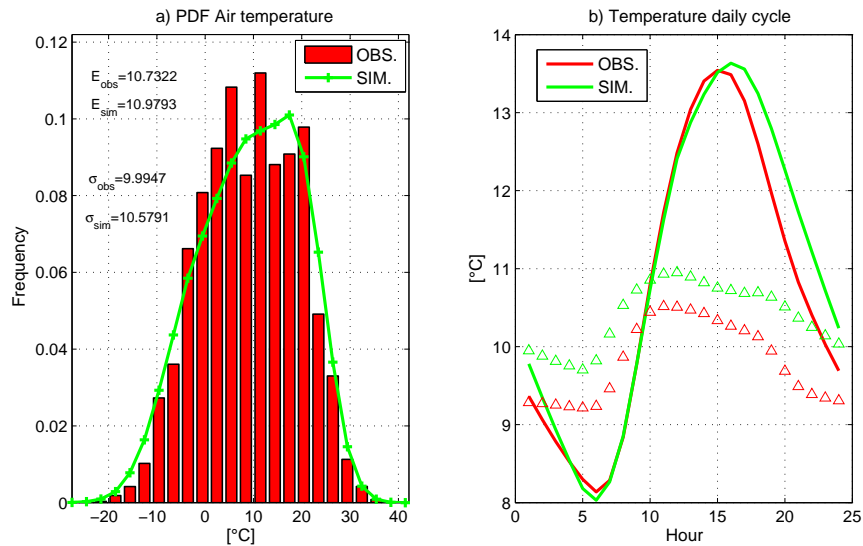 a) PDF Air temperature
0.12
0.1
0.08
0.06
0.04
0.02
0
Frequency
E_obs=10.7322
E_sim=10.9793
σ_obs=9.9947
σ_sim=10.5791
OBS.
SIM.
−20 −10 0 10 20 30 40
[°C]
b) Temperature daily cycle
14
13
12
11
10
9
8
[°C]
OBS.
SIM.
0 5 10 15 20 25
Hour